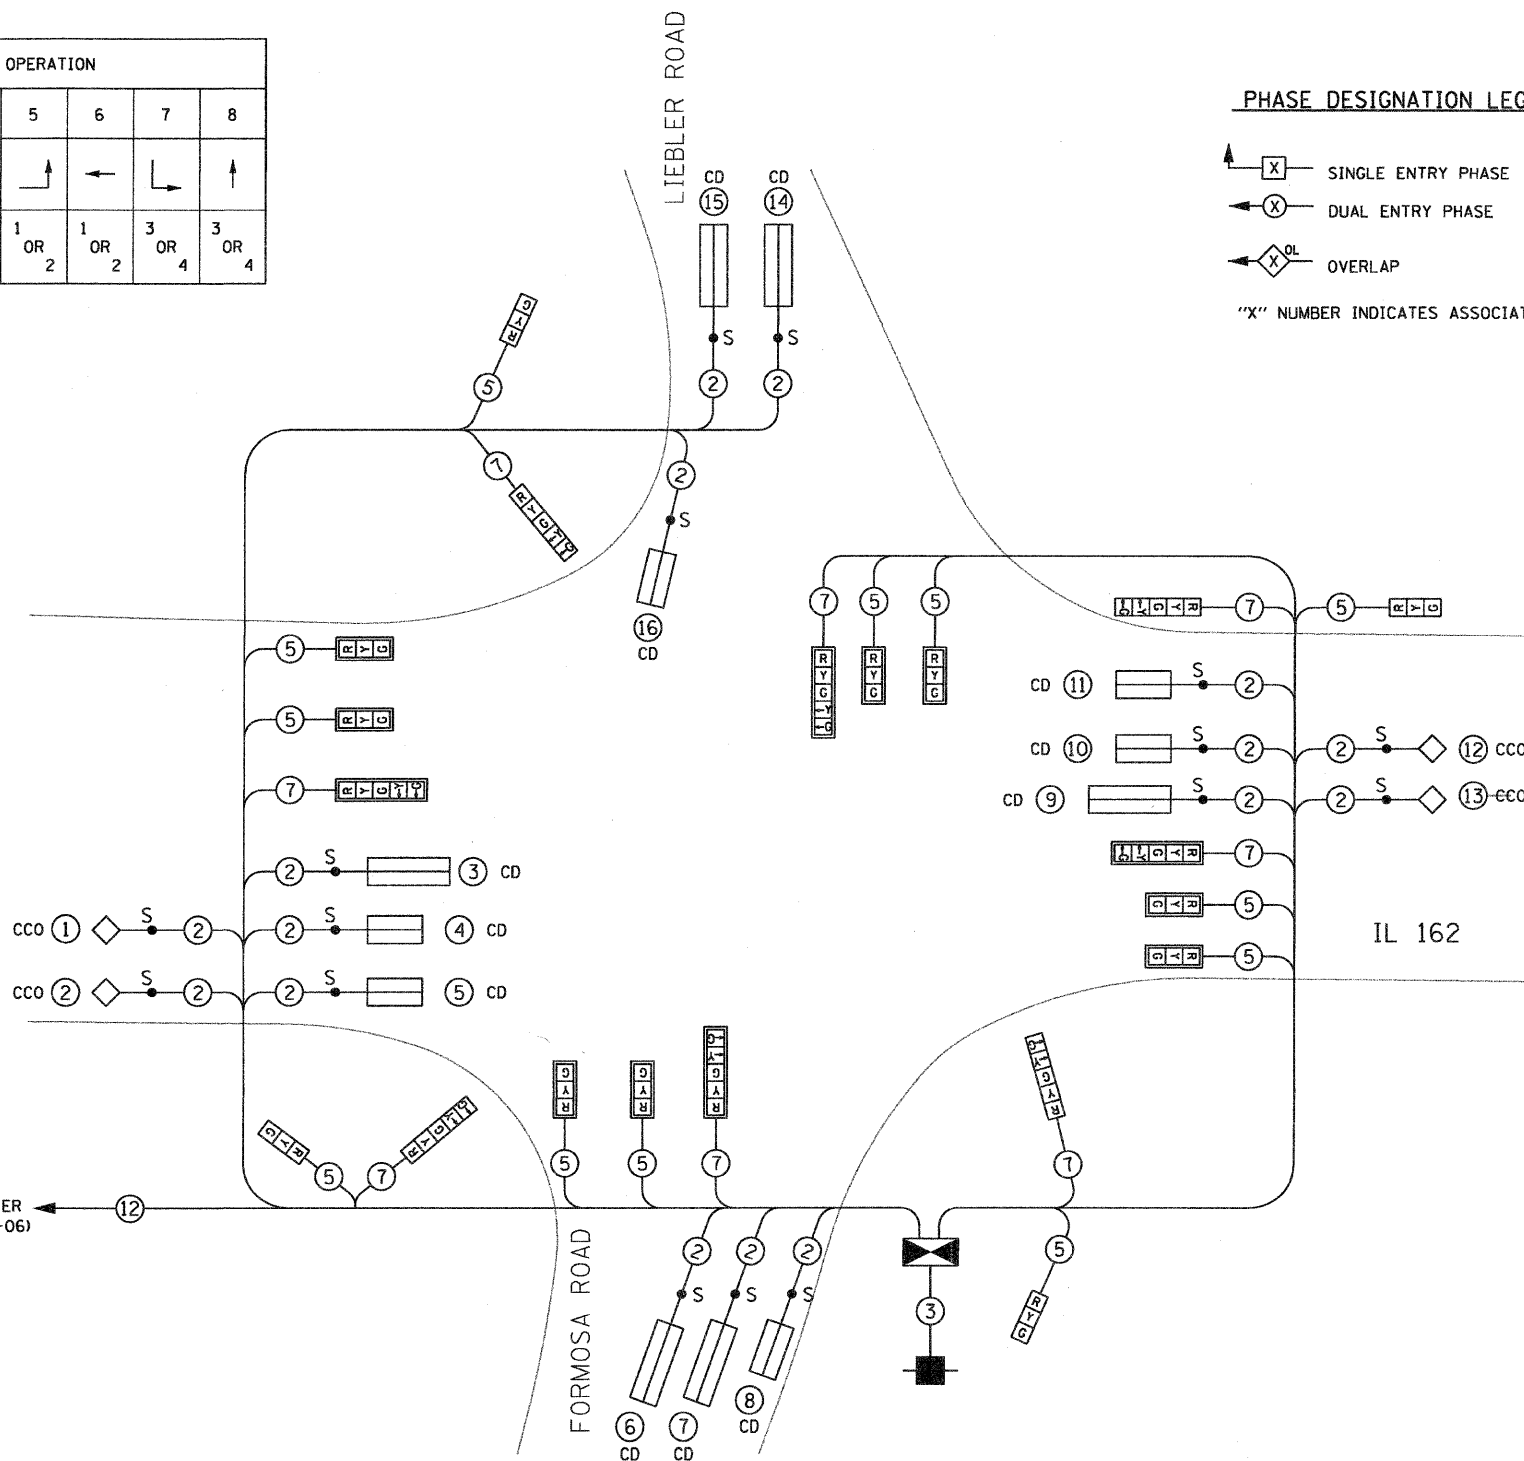 OPERATION
5 6 7 8
1 OR 2
1 OR 2
3 OR 4
3 OR 4
LIEBLER ROAD
PHASE DESIGNATION LEG
X SINGLE ENTRY PHASE
X DUAL ENTRY PHASE
X OL OVERLAP
"X" NUMBER INDICATES ASSOCIAT
CD CD
15 14
S S
2 2
R Y G
5
7
R Y G Y G
2
S
16
CD
7 5 5
R Y G Y G
R Y G
R Y G
G Y G Y R 7 5 R Y G
CD 11 S 2
CD 10 S 2 2 S 12 CCO
CD 9 S 2 2 S 13 CCO
G Y G Y R 7
G Y R 5
G Y R 5
IL 162
5 R Y G
5 R Y G
7 R Y G Y G
2 S 3 CD
CCO 1 S 2 2 S 4 CD
CCO 2 S 2 2 S 5 CD
G Y R
G Y R
G Y G Y R
5 5 7
G Y R 5
7 R Y G Y G
G Y G Y R
7
5
R Y G
ER 12
-06)
FORMOSA ROAD
2 2 2
S S S
3
6 7 8
CD CD CD